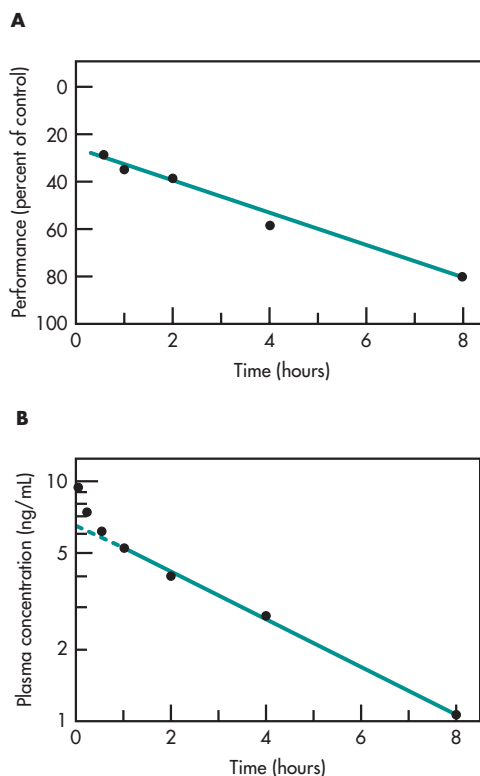 A
0
20
40
60
80
100
Performance (percent of control)
0 2 4 6 8
Time (hours)
B
10
5
2
1
Plasma concentration (ng/mL)
0 2 4 6 8
Time (hours)